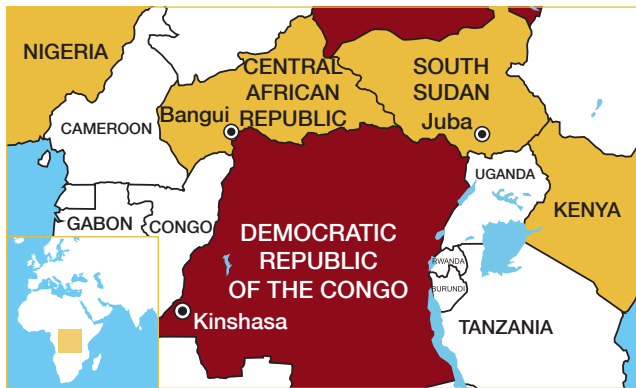 NIGERIA
CENTRAL
AFRICAN
REPUBLIC
Bangui
SOUTH
SUDAN
Juba
CAMEROON
UGANDA
KENYA
GABON
CONGO
DEMOCRATIC
REPUBLIC
OF THE CONGO
RWANDA
BURUNDI
Kinshasa
TANZANIA